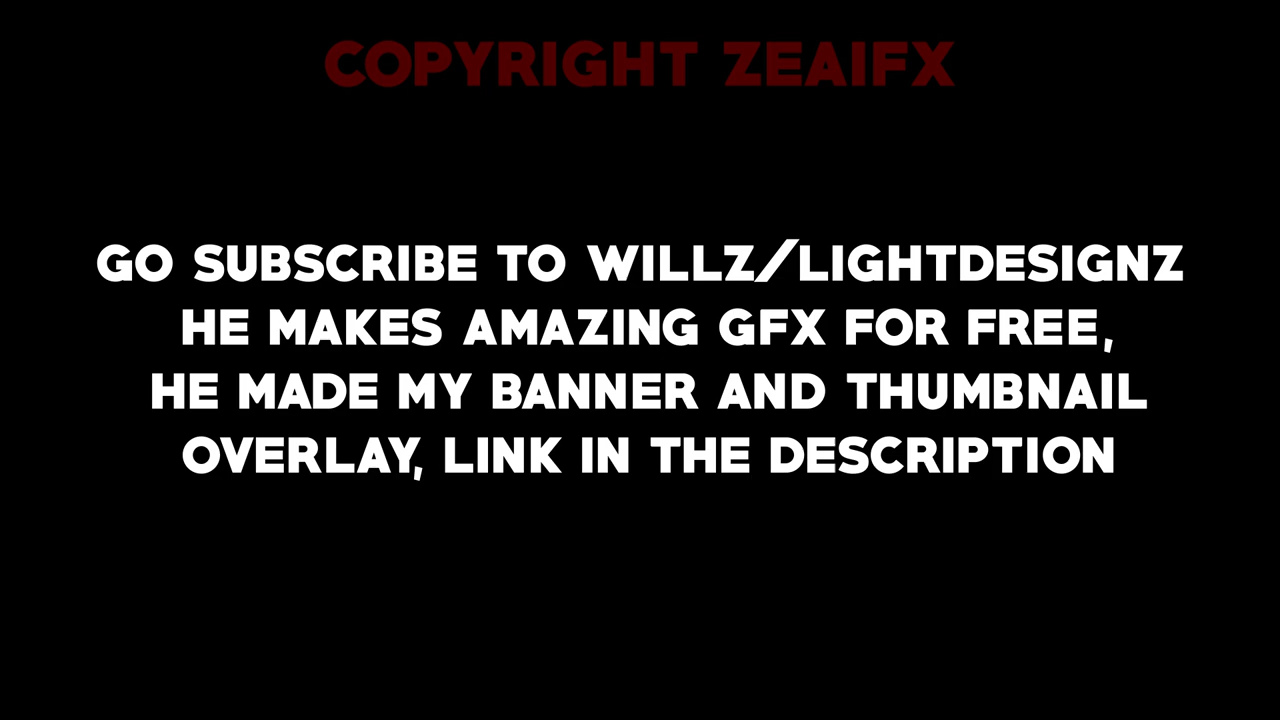 COPYRIGHT ZEAIFX
GO SUBSCRIBE TO WILLZ/LIGHTDESIGNZ
HE MAKES AMAZING GFX FOR FREE,
HE MADE MY BANNER AND THUMBNAIL
OVERLAY, LINK IN THE DESCRIPTION